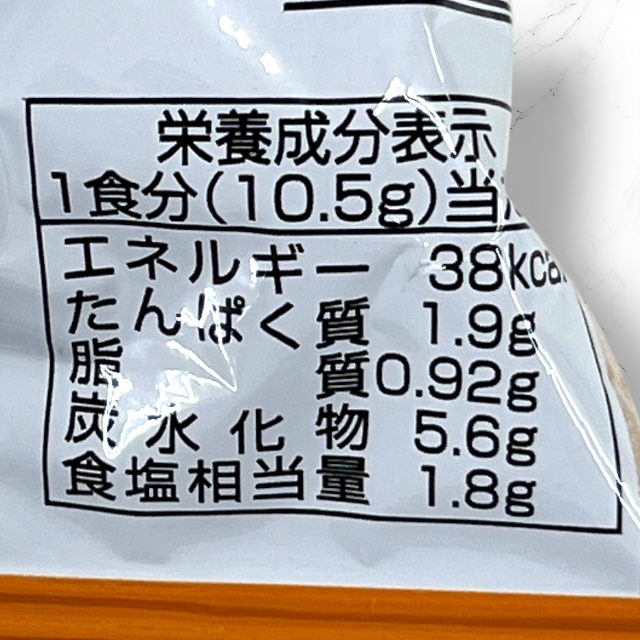 栄養成分表示
1食分(10.5g)当
エネルギー 38kca
たんぱく質 1.9g
脂質 0.92g
炭水化物 5.6g
食塩相当量 1.8g